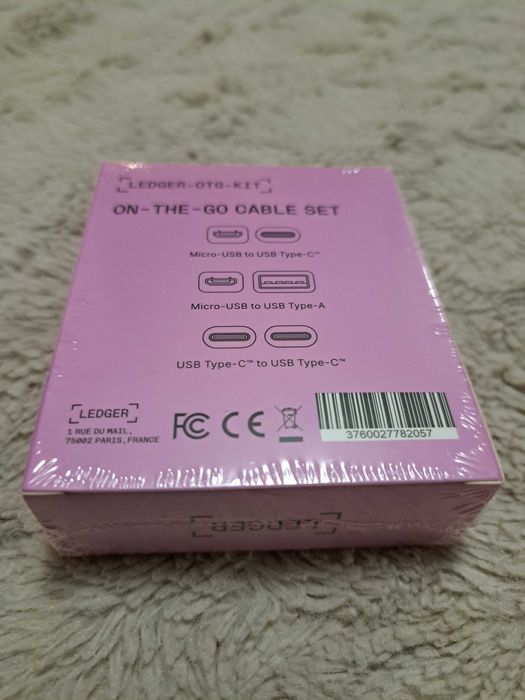 LEDGER-OTG-KIT
ON-THE-GO CABLE SET
Micro-USB to USB Type-C™
Micro-USB to USB Type-A
USB Type-C™ to USB Type-C™
LEDGER
1 RUE DU MAIL,
75002 PARIS, FRANCE
FC CE
3760027782057
LEDGER